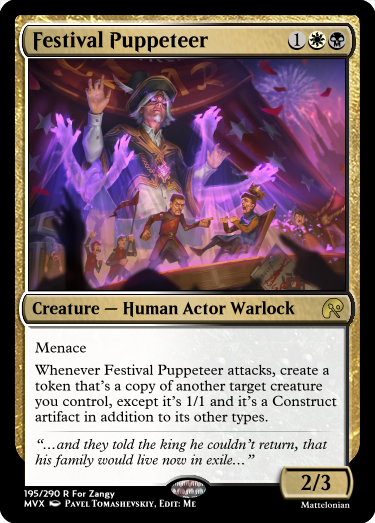 Festival Puppeteer 1
Creature — Human Actor Warlock
Menace
Whenever Festival Puppeteer attacks, create a
token that's a copy of another target creature
you control, except it's 1/1 and it's a Construct
artifact in addition to its other types.
“…and they told the king he couldn't return, that
his family would live now in exile…”
2/3
195/290 R For Zangy
MVX PAVEL TOMASHEVSKIY, Edit: Me
Mattelonian